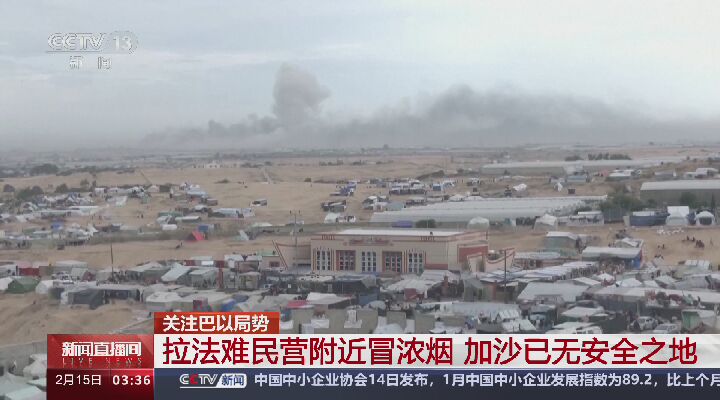 CCTV 13
新闻
关注巴以局势
新闻直播间
LIVE NEWS
拉法难民营附近冒浓烟 加沙已无安全之地
2月15日 03:36 CCTV 新闻 中国中小企业协会14日发布，1月中国中小企业发展指数为89.2，比上个月